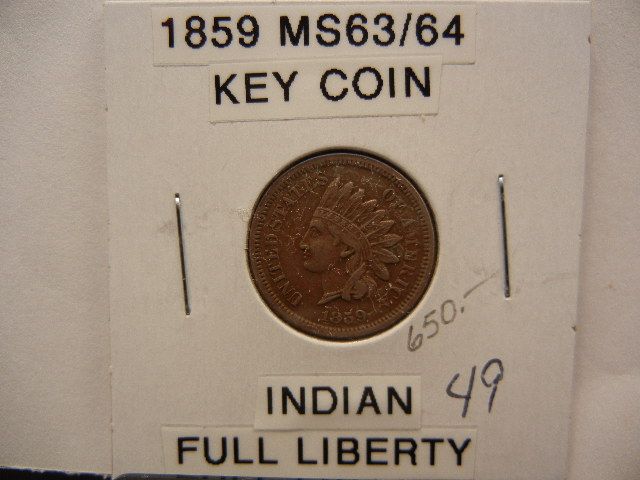 1859 MS63/64
KEY COIN
UNITED STATES OF AMERICA
1859
650.-
INDIAN 49
FULL LIBERTY